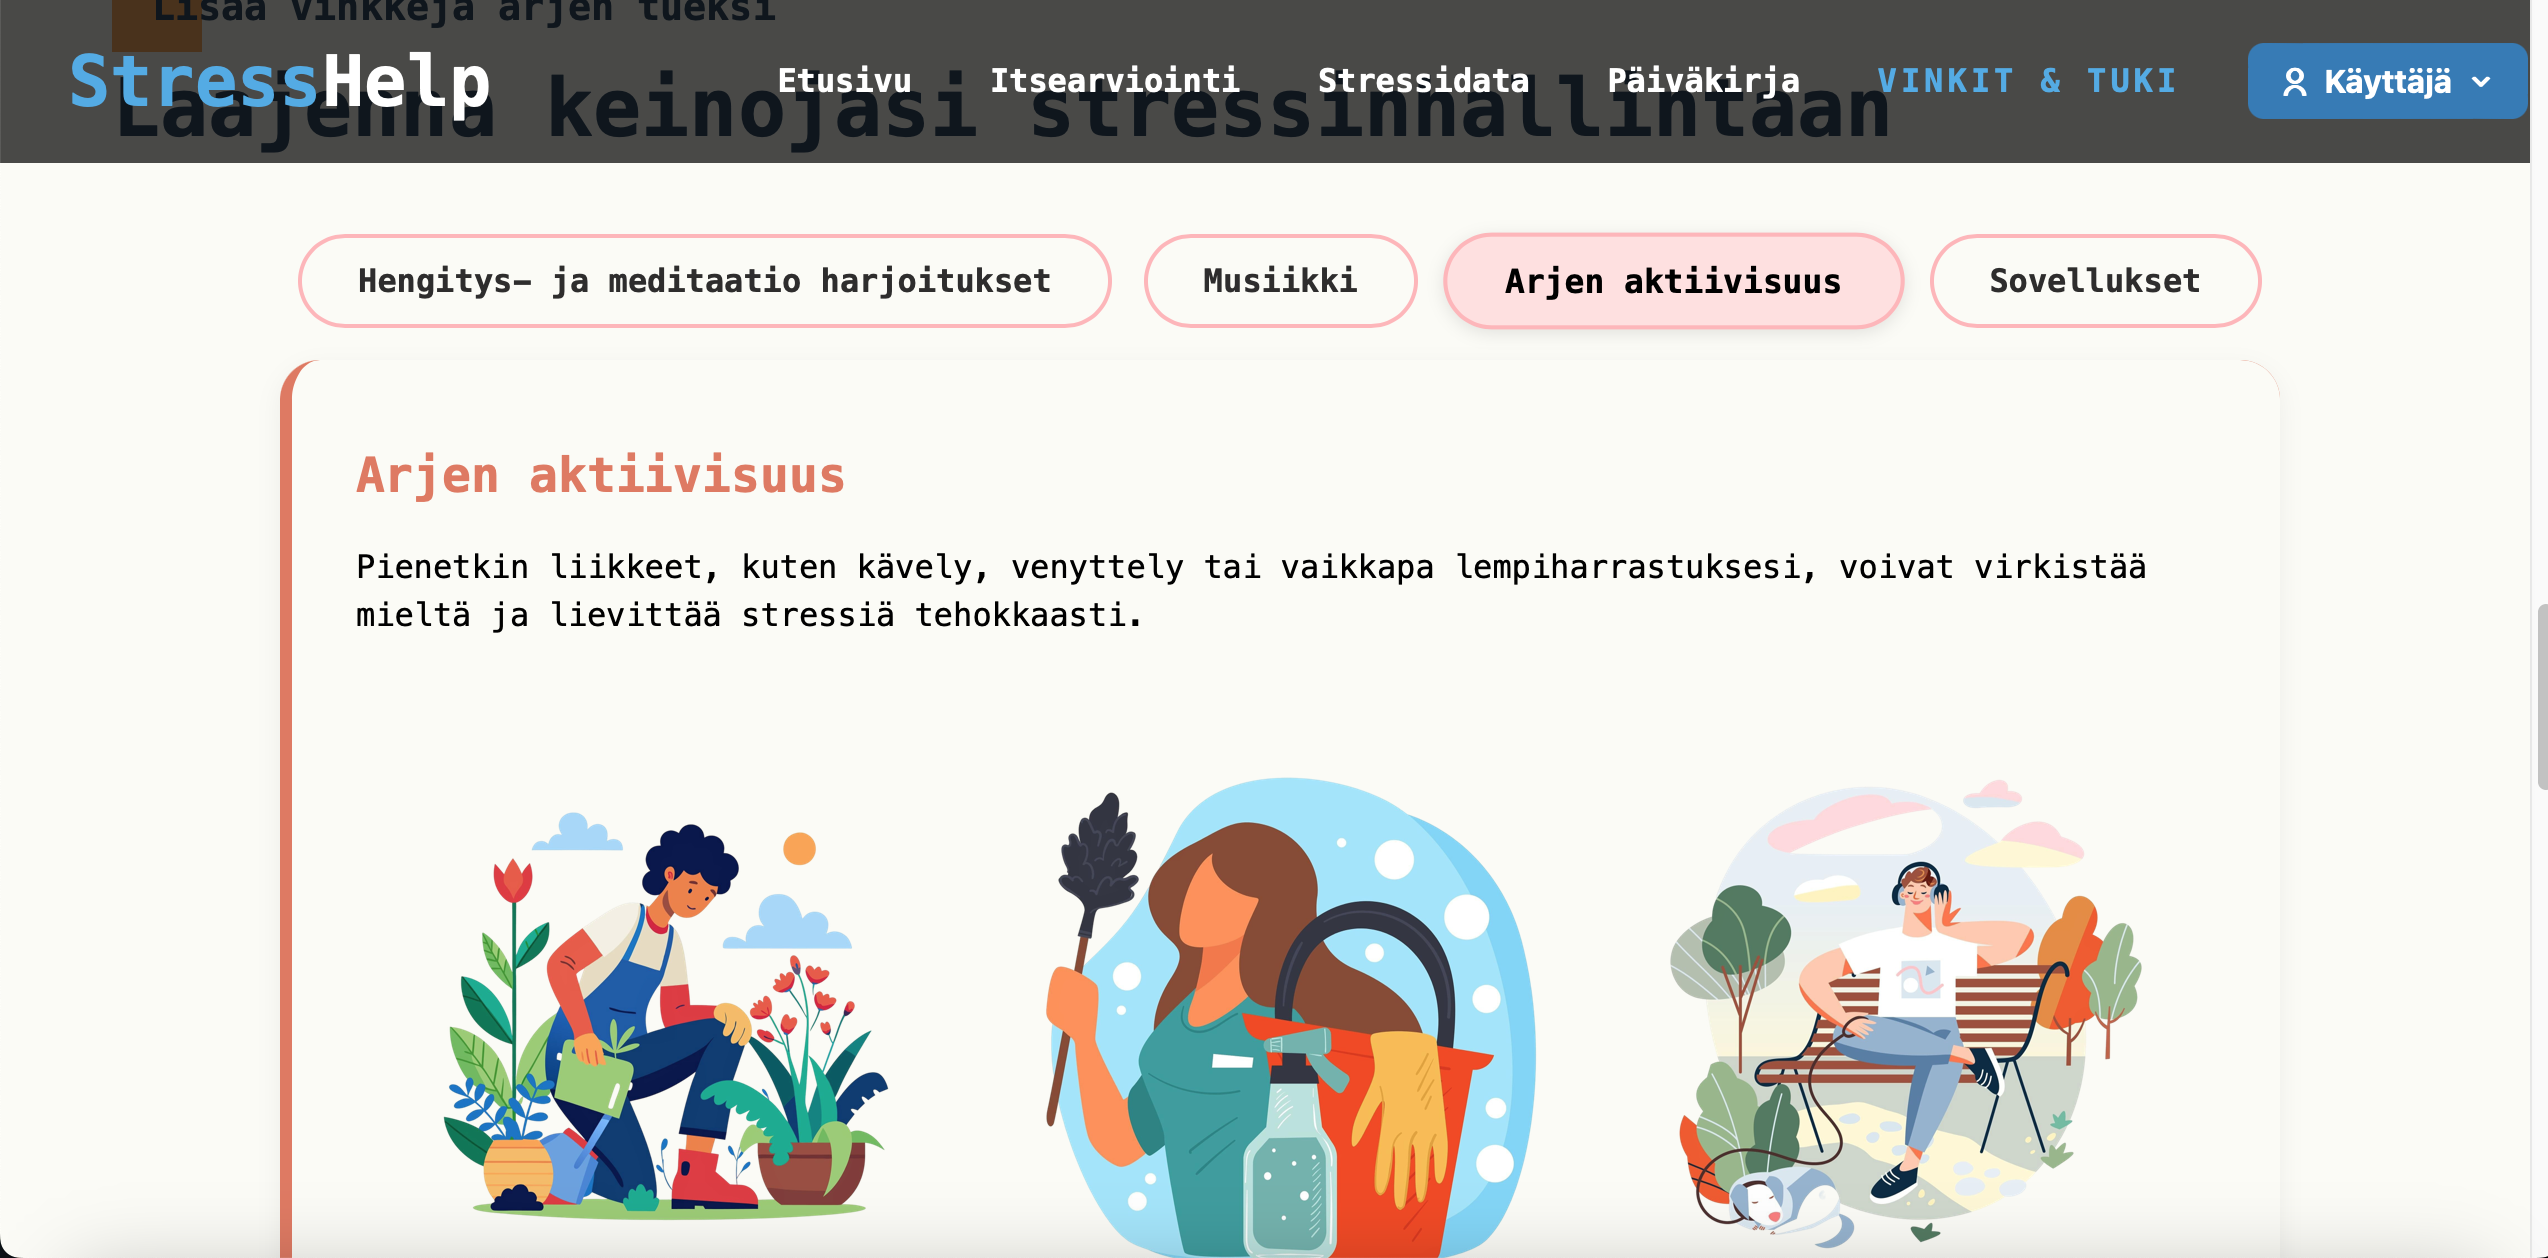 Lisää vinkkejä arjen tueksi
StressHelp
Etusivu
Itsearviointi
Stressidata
Päiväkirja
VINKIT & TUKI
Käyttäjä
Laajenna keinojasi stressinnallintaan
Hengitys– ja meditaatio harjoitukset
Musiikki
Arjen aktiivisuus
Sovellukset
Arjen aktiivisuus
Pienetkin liikkeet, kuten kävely, venyttely tai vaikkapa lempiharrastuksesi, voivat virkistää
mieltä ja lievittää stressiä tehokkaasti.